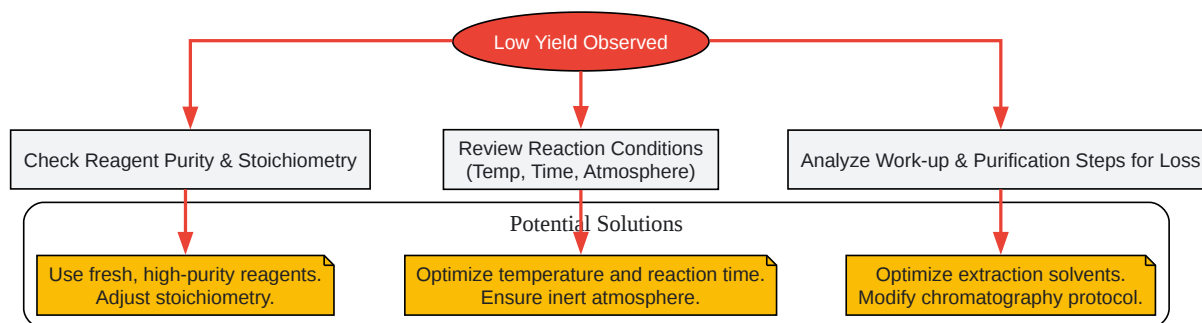 Low Yield Observed
Check Reagent Purity & Stoichiometry
Review Reaction Conditions
(Temp, Time, Atmosphere)
Analyze Work-up & Purification Steps for Loss
Potential Solutions
Use fresh, high-purity reagents.
Adjust stoichiometry.
Optimize temperature and reaction time.
Ensure inert atmosphere.
Optimize extraction solvents.
Modify chromatography protocol.